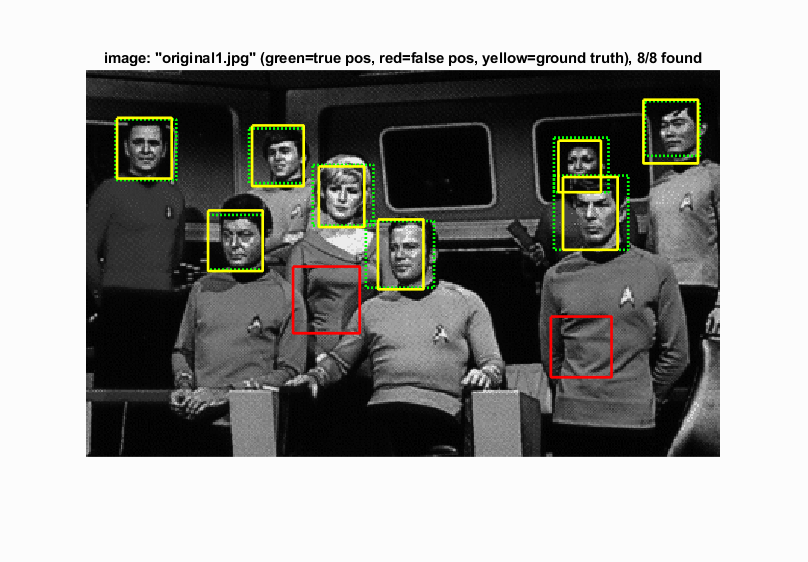 image: "original1.jpg" (green=true pos, red=false pos, yellow=ground truth), 8/8 found